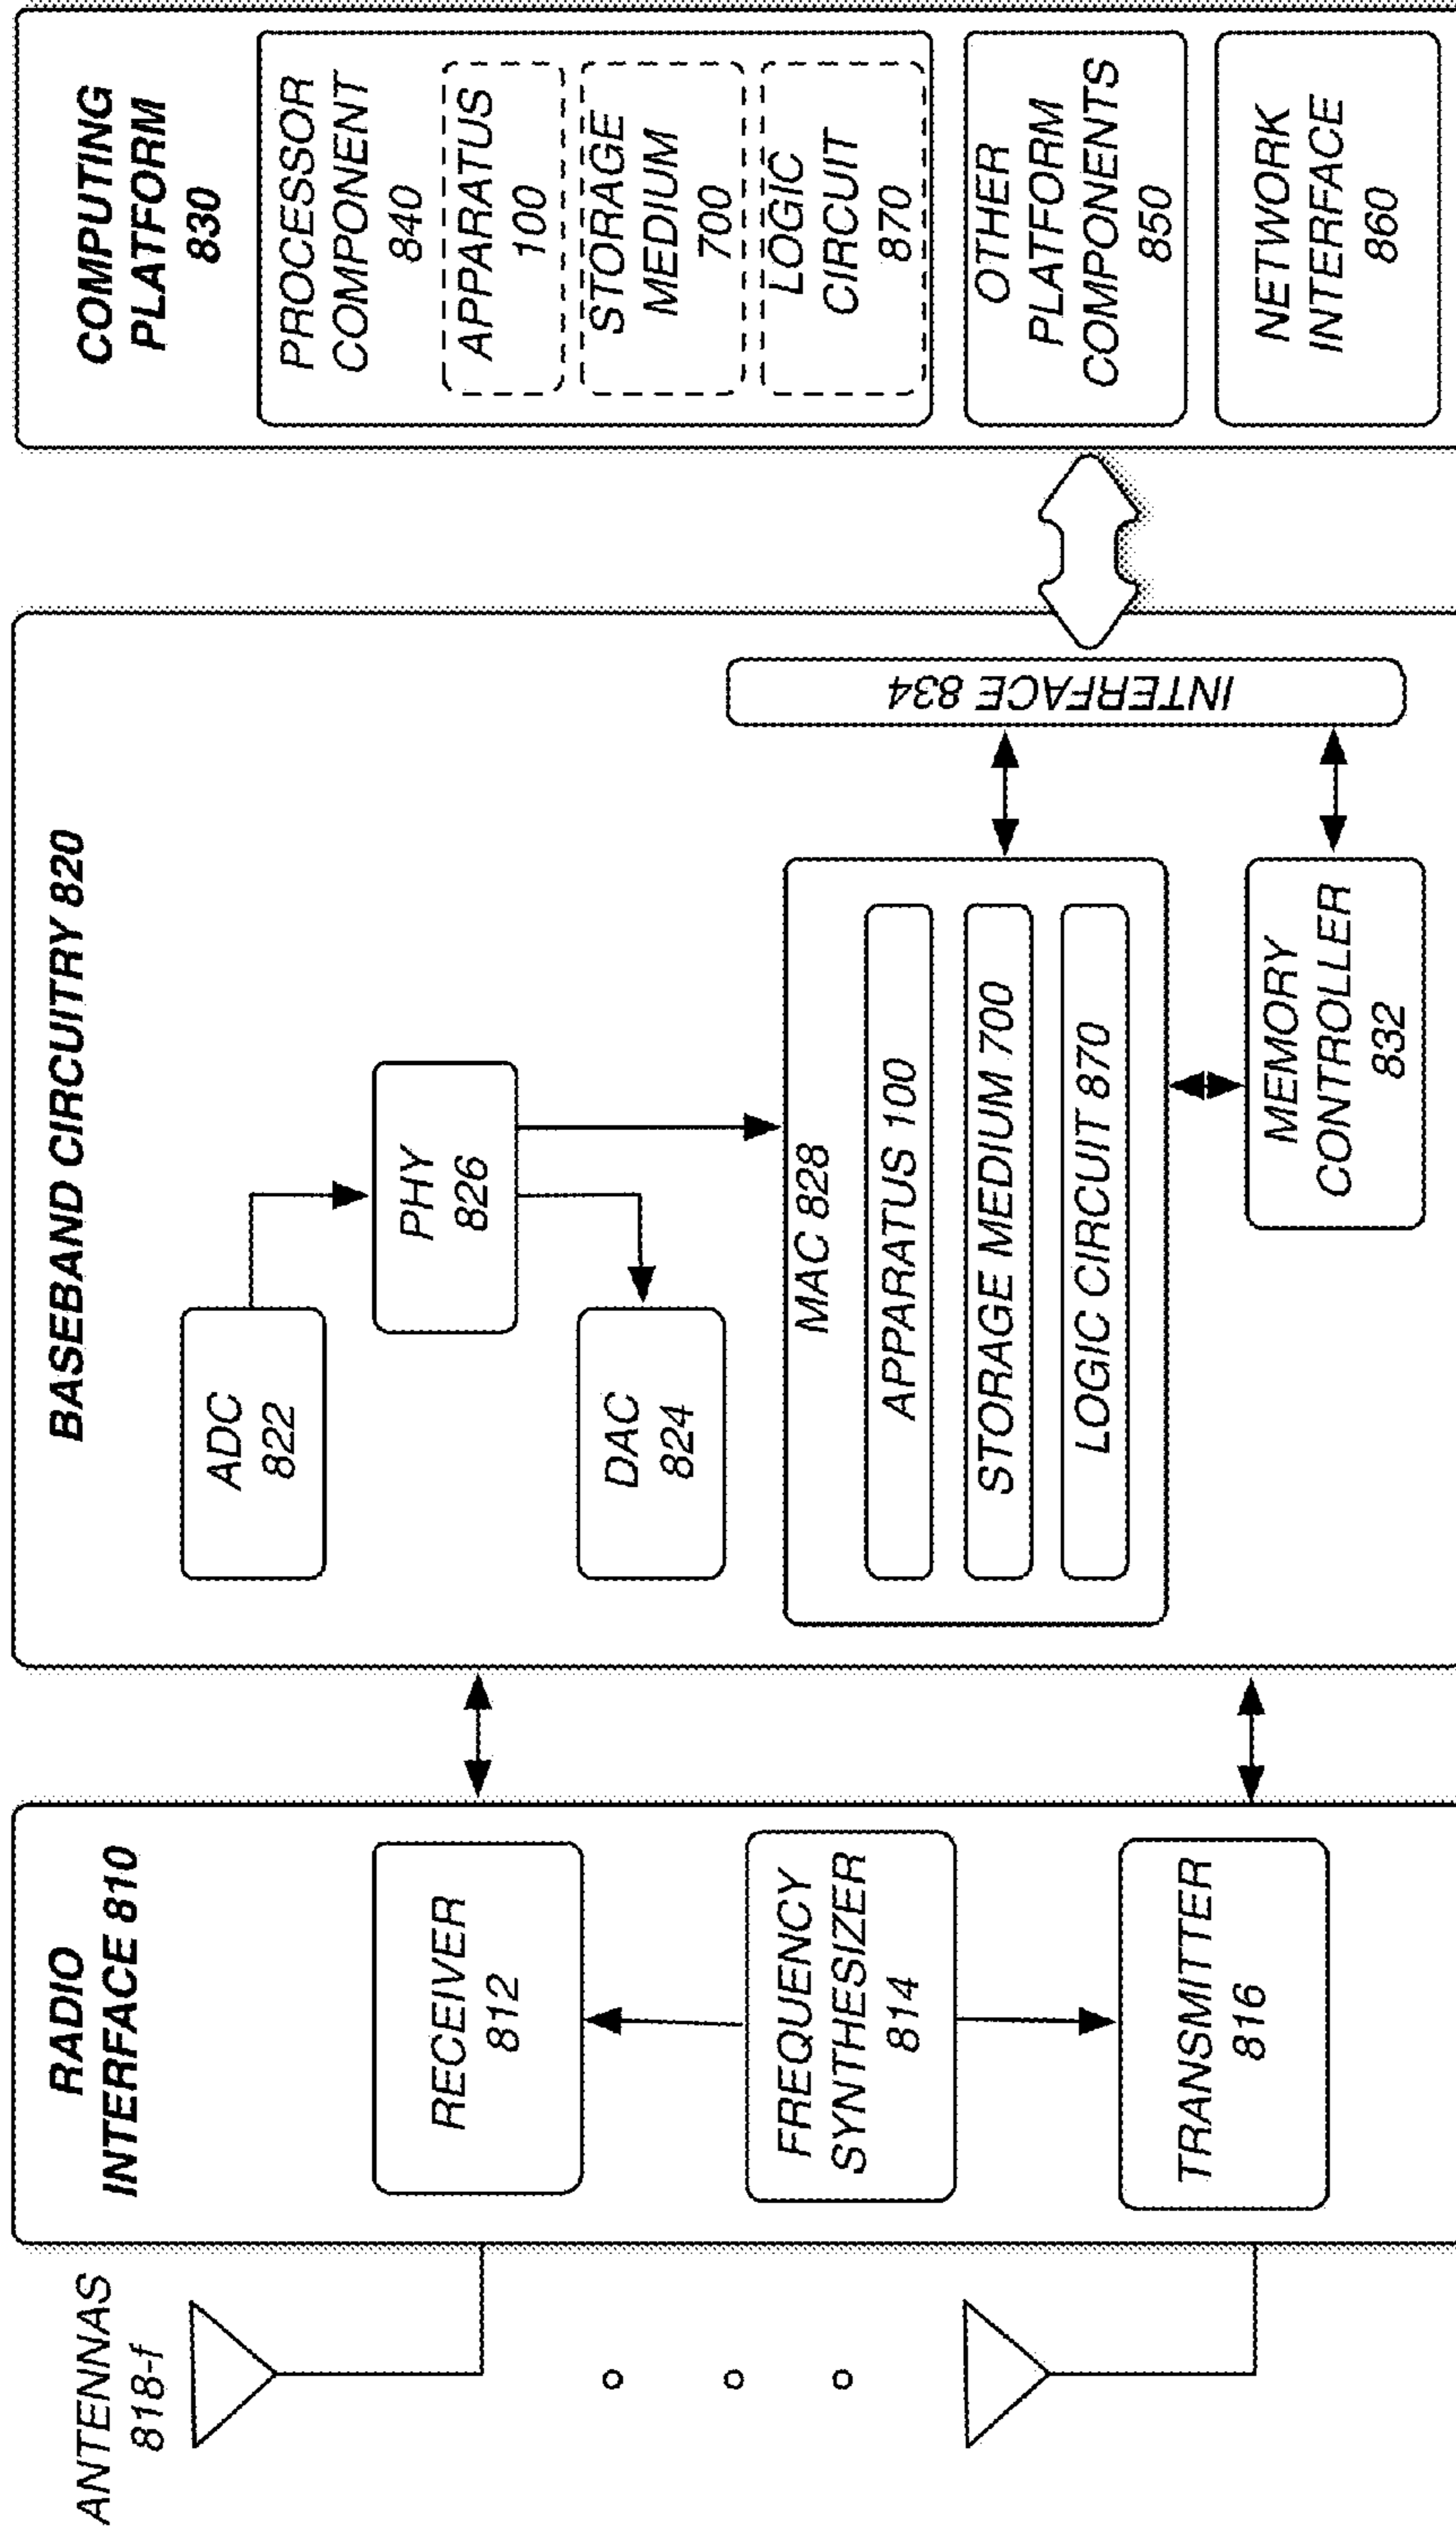 ANTENNAS
818-f
RADIO
INTERFACE 810
RECEIVER
812
FREQUENCY
SYNTHESIZER
814
TRANSMITTER
816
BASEBAND CIRCUITRY 820
ADC
822
PHY
826
DAC
824
MAC 828
APPARATUS 100
STORAGE MEDIUM 700
LOGIC CIRCUIT 870
MEMORY
CONTROLLER
832
INTERFACE 834
COMPUTING
PLATFORM
830
PROCESSOR
COMPONENT
840
APPARATUS
100
STORAGE
MEDIUM
700
LOGIC
CIRCUIT
870
OTHER
PLATFORM
COMPONENTS
850
NETWORK
INTERFACE
860